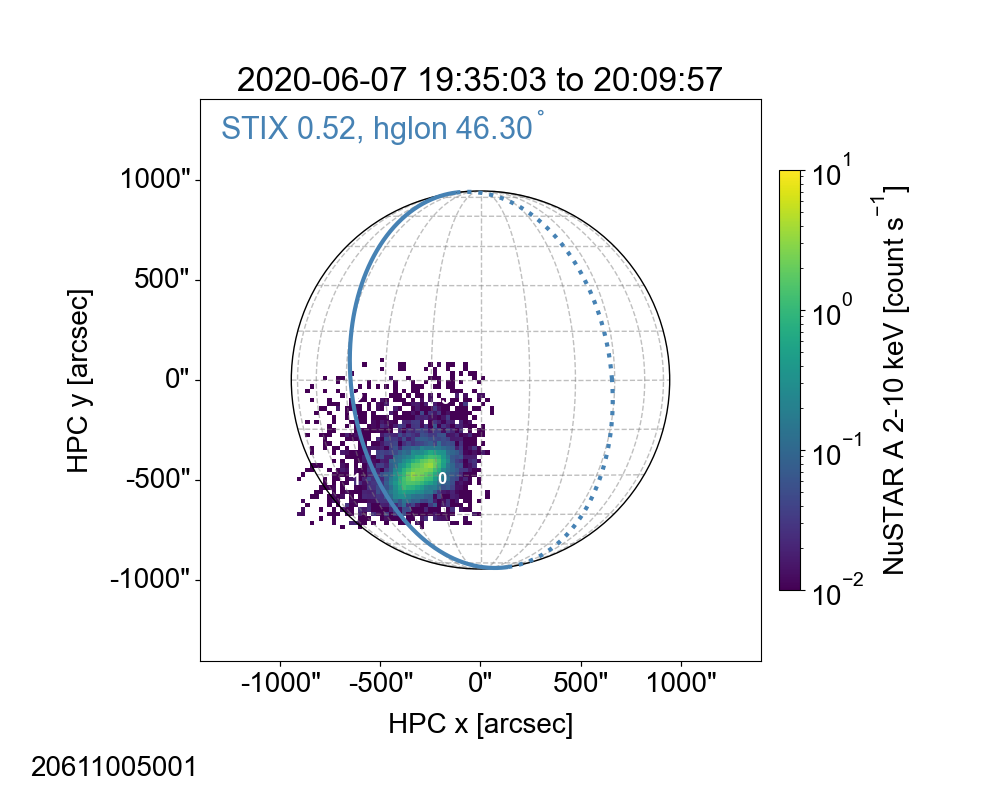 2020-06-07 19:35:03 to 20:09:57
STIX 0.52, hglon 46.30°
1000"
500"
0"
-500"
-1000"
HPC y [arcsec]
1
0
-1000" -500" 0" 500" 1000"
HPC x [arcsec]
10¹
10⁰
10⁻¹
10⁻²
NuSTAR A 2-10 keV [count s⁻¹]
20611005001